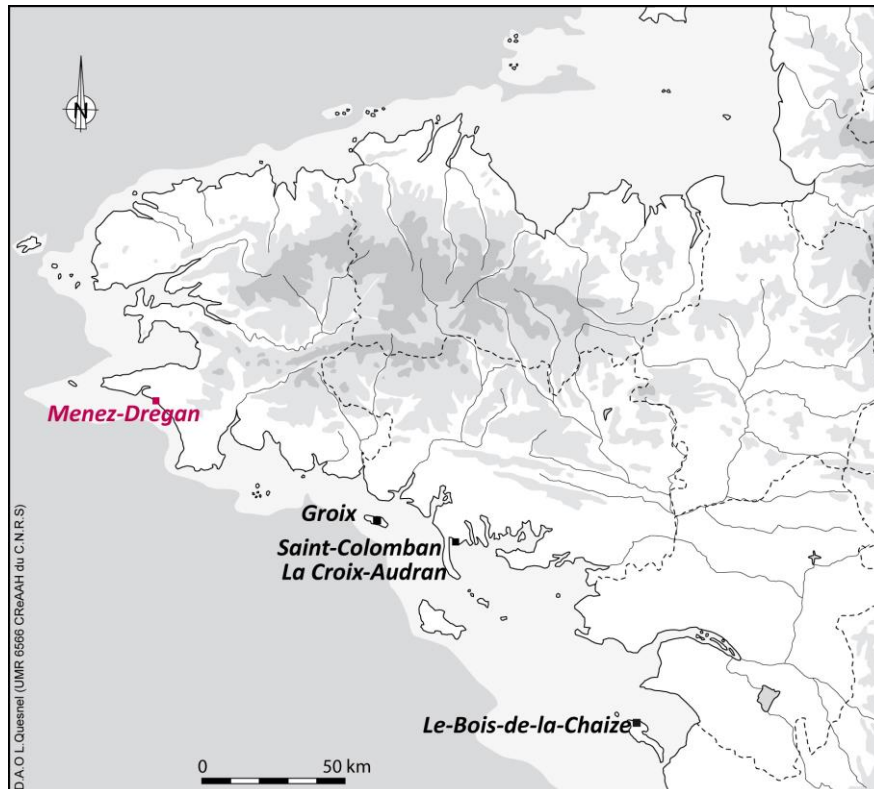 N
Menez-Dregan
Groix
Saint-Colomban
La Croix-Audran
Le-Bois-de-la-Chaize
0 50 km
D.A.O L.Quesnel (UMR 6566 CReAAH du C.N.R.S)